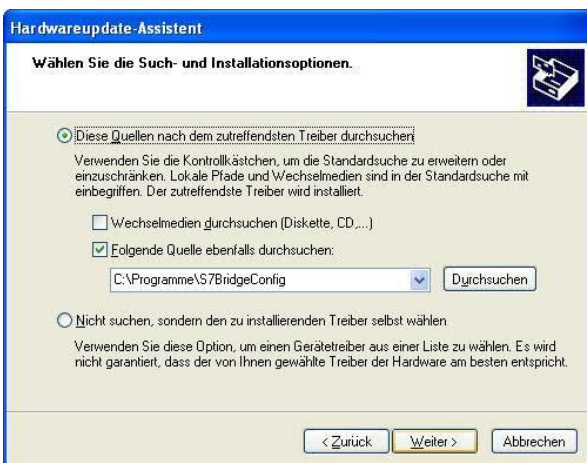 Hardwareupdate-Assistent
Wählen Sie die Such- und Installationsoptionen.
Diese Quellen nach dem zutreffendsten Treiber durchsuchen
Verwenden Sie die Kontrollkästchen, um die Standardsuche zu erweitern oder
einzuschränken. Lokale Pfade und Wechselmedien sind in der Standardsuche mit
einbegriffen. Der zutreffendste Treiber wird installiert.
Wechselmedien durchsuchen (Diskette, CD,...)
Folgende Quelle ebenfalls durchsuchen:
C:\Programme\S7BridgeConfig
Durchsuchen
Nicht suchen, sondern den zu installierenden Treiber selbst wählen
Verwenden Sie diese Option, um einen Gerätetreiber aus einer Liste zu wählen. Es wird
nicht garantiert, dass der von Ihnen gewählte Treiber der Hardware am besten entspricht.
< Zurück Weiter > Abbrechen